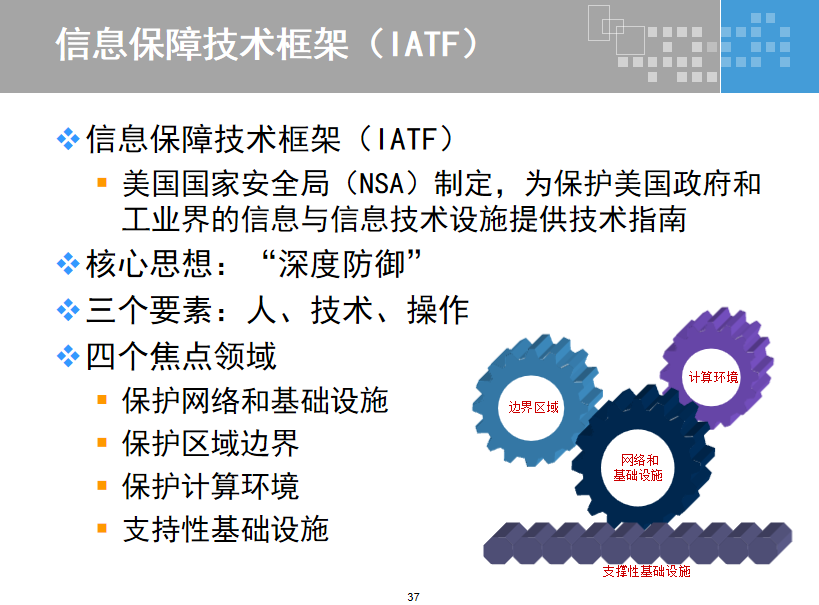 信息保障技术框架（IATF）
信息保障技术框架（IATF）
美国国家安全局（NSA）制定，为保护美国政府和
工业界的信息与信息技术设施提供技术指南
核心思想：“深度防御”
三个要素：人、技术、操作
四个焦点领域
保护网络和基础设施
保护区域边界
保护计算环境
支持性基础设施
边界区域
计算环境
网络和
基础设施
支撑性基础设施
37